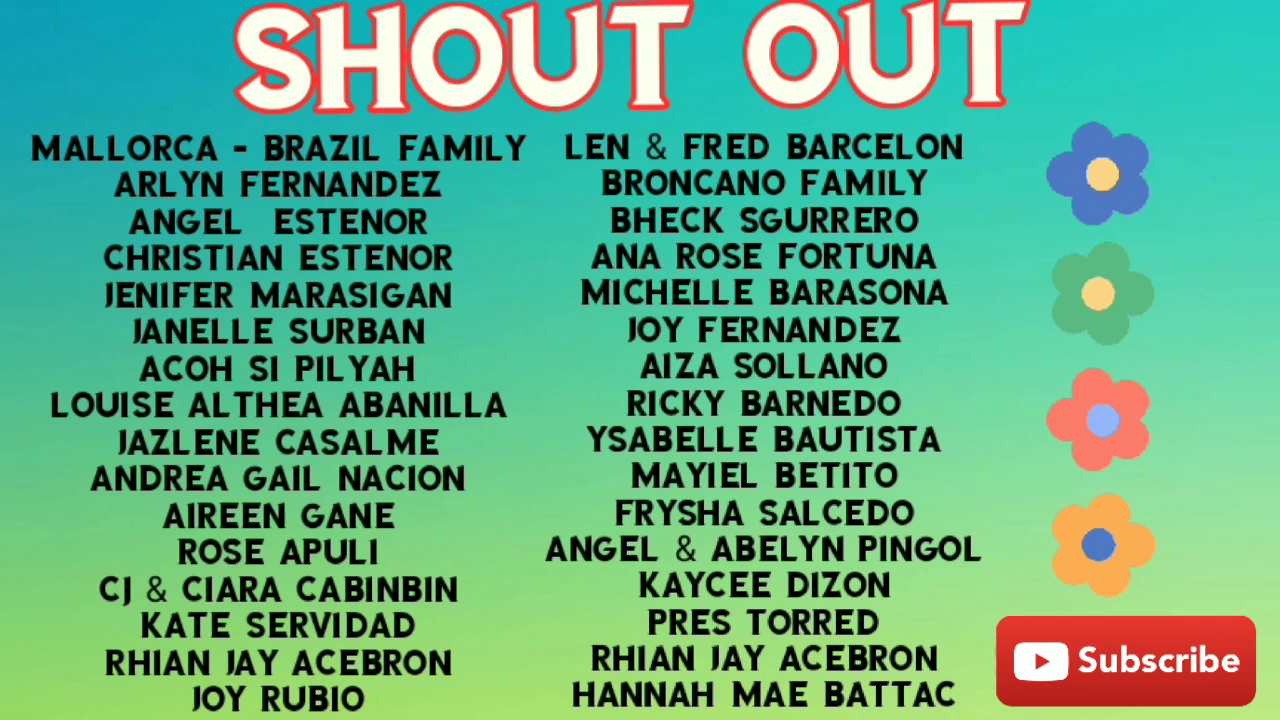 SHOUT OUT
MALLORCA - BRAZIL FAMILY
ARLYN FERNANDEZ
ANGEL ESTENOR
CHRISTIAN ESTENOR
JENIFER MARASIGAN
JANELLE SURBAN
ACOH SI PILYAH
LOUISE ALTHEA ABANILLA
JAZLENE CASALME
ANDREA GAIL NACION
AIREEN GANE
ROSE APULI
CJ & CIARA CABINBIN
KATE SERVIDAD
RHIAN JAY ACEBRON
JOY RUBIO
LEN & FRED BARCELON
BRONCANO FAMILY
BHECK SGURRERO
ANA ROSE FORTUNA
MICHELLE BARASONA
JOY FERNANDEZ
AIZA SOLLANO
RICKY BARNEDO
YSABELLE BAUTISTA
MAYIEL BETITO
FRYSHA SALCEDO
ANGEL & ABELYN PINGOL
KAYCEE DIZON
PRES TORRED
RHIAN JAY ACEBRON
HANNAH MAE BATTAC
Subscribe